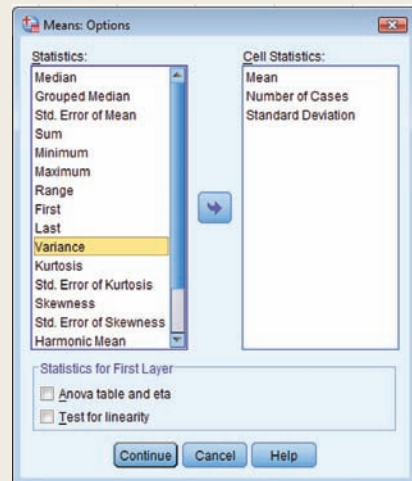 Means: Options
Statistics:
Median
Grouped Median
Std. Error of Mean
Sum
Minimum
Maximum
Range
First
Last
Variance
Kurtosis
Std. Error of Kurtosis
Skewness
Std. Error of Skewness
Harmonic Mean
Cell Statistics:
Mean
Number of Cases
Standard Deviation
Statistics for First Layer
Anova table and eta
Test for linearity
Continue Cancel Help